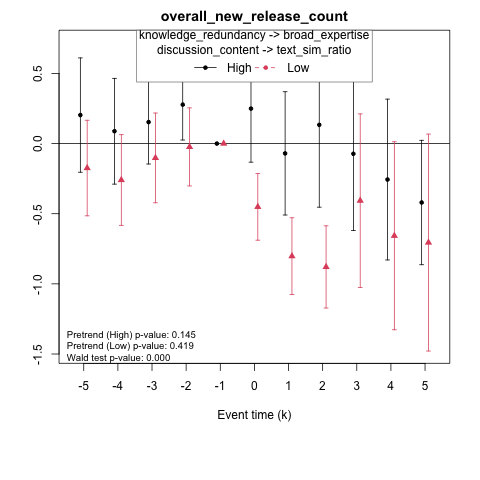 overall_new_release_count
knowledge_redundancy -> broad_expertise
discussion_content -> text_sim_ratio
High Low
0.5
0.0
-0.5
-1.0
-1.5
Pretrend (High) p-value: 0.145
Pretrend (Low) p-value: 0.419
Wald test p-value: 0.000
-5 -4 -3 -2 -1 0 1 2 3 4 5
Event time (k)